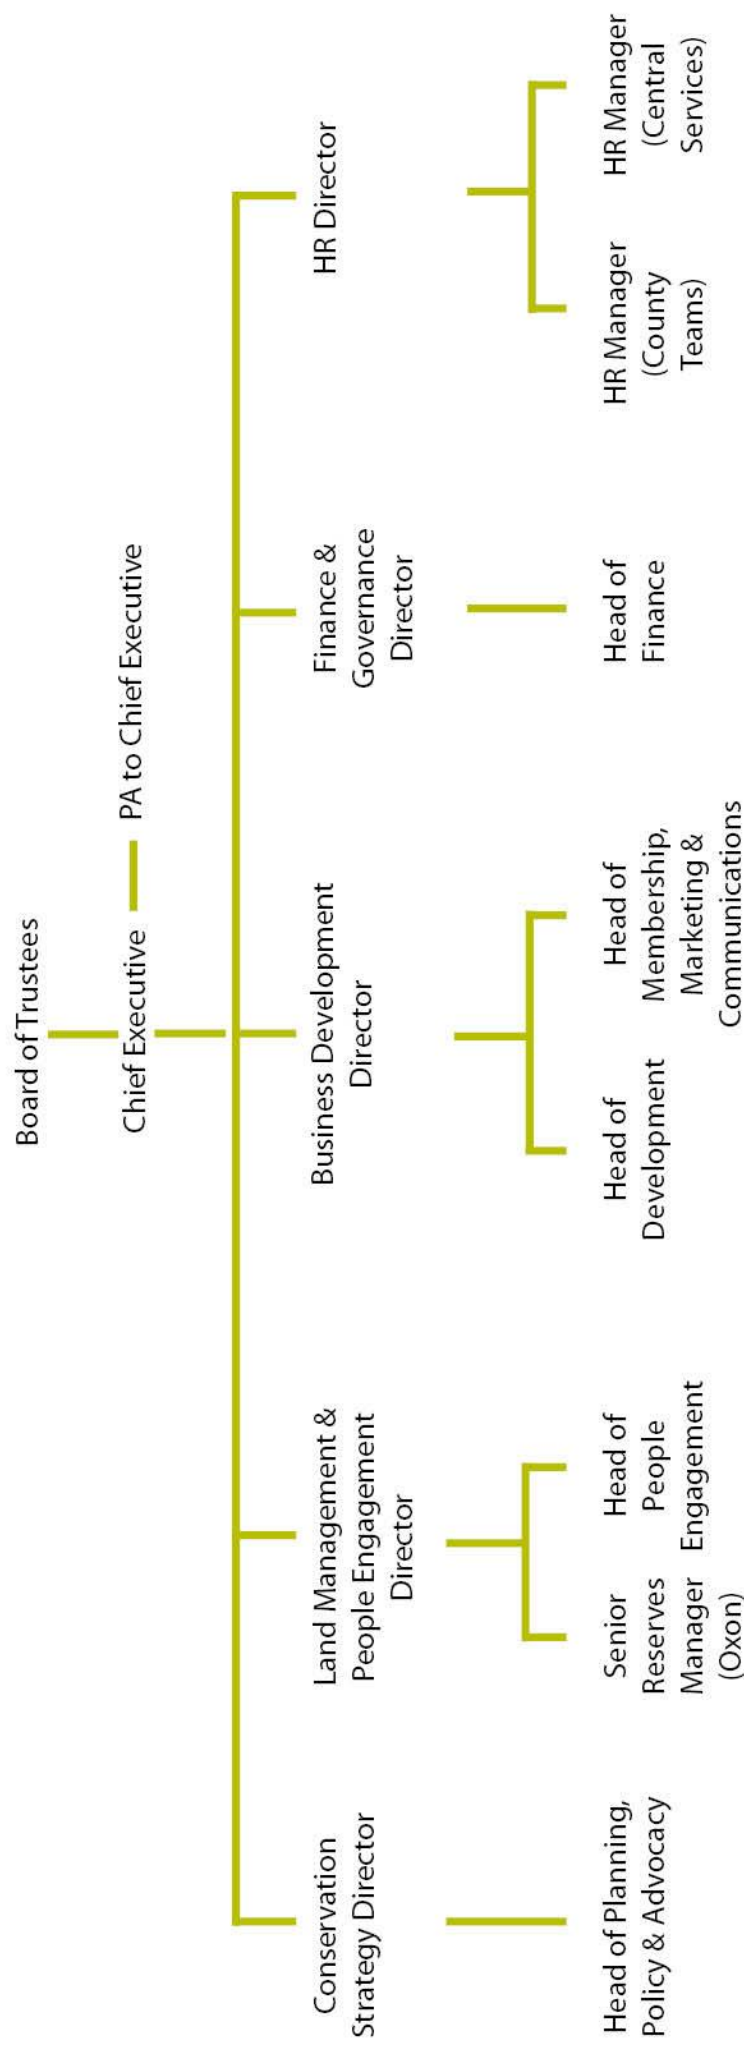 Board of Trustees
Chief Executive
PA to Chief Executive
Conservation
Strategy Director
Land Management &
People Engagement
Director
Business Development
Director
Finance &
Governance
Director
HR Director
Head of Planning,
Policy & Advocacy
Senior
Reserves
Manager
(Oxon)
Head of
People
Engagement
Head of
Development
Head of
Membership,
Marketing &
Communications
Head of
Finance
HR Manager
(County
Teams)
HR Manager
(Central
Services)